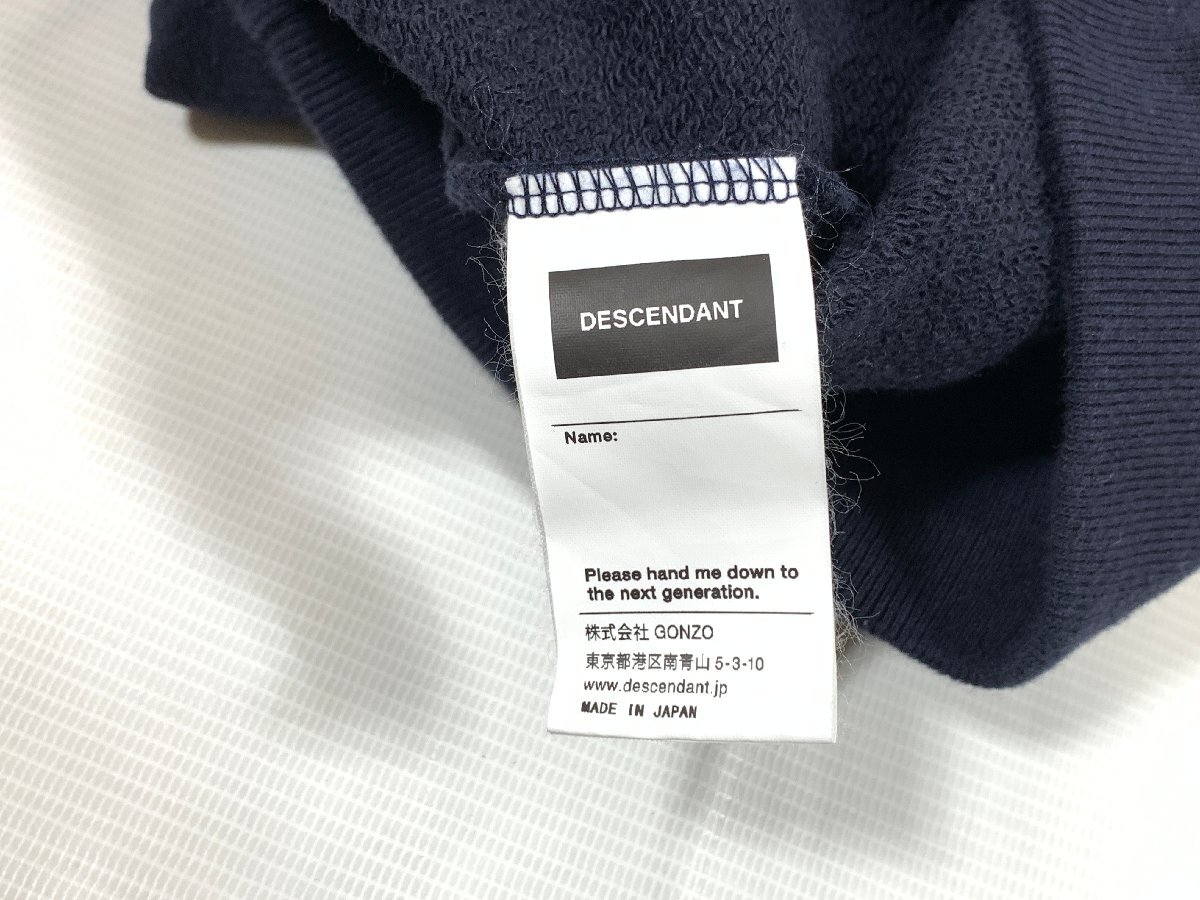 DESCENDANT
Name:
Please hand me down to
the next generation.
株式会社 GONZO
東京都港区南青山 5-3-10
www.descendant.jp
MADE IN JAPAN